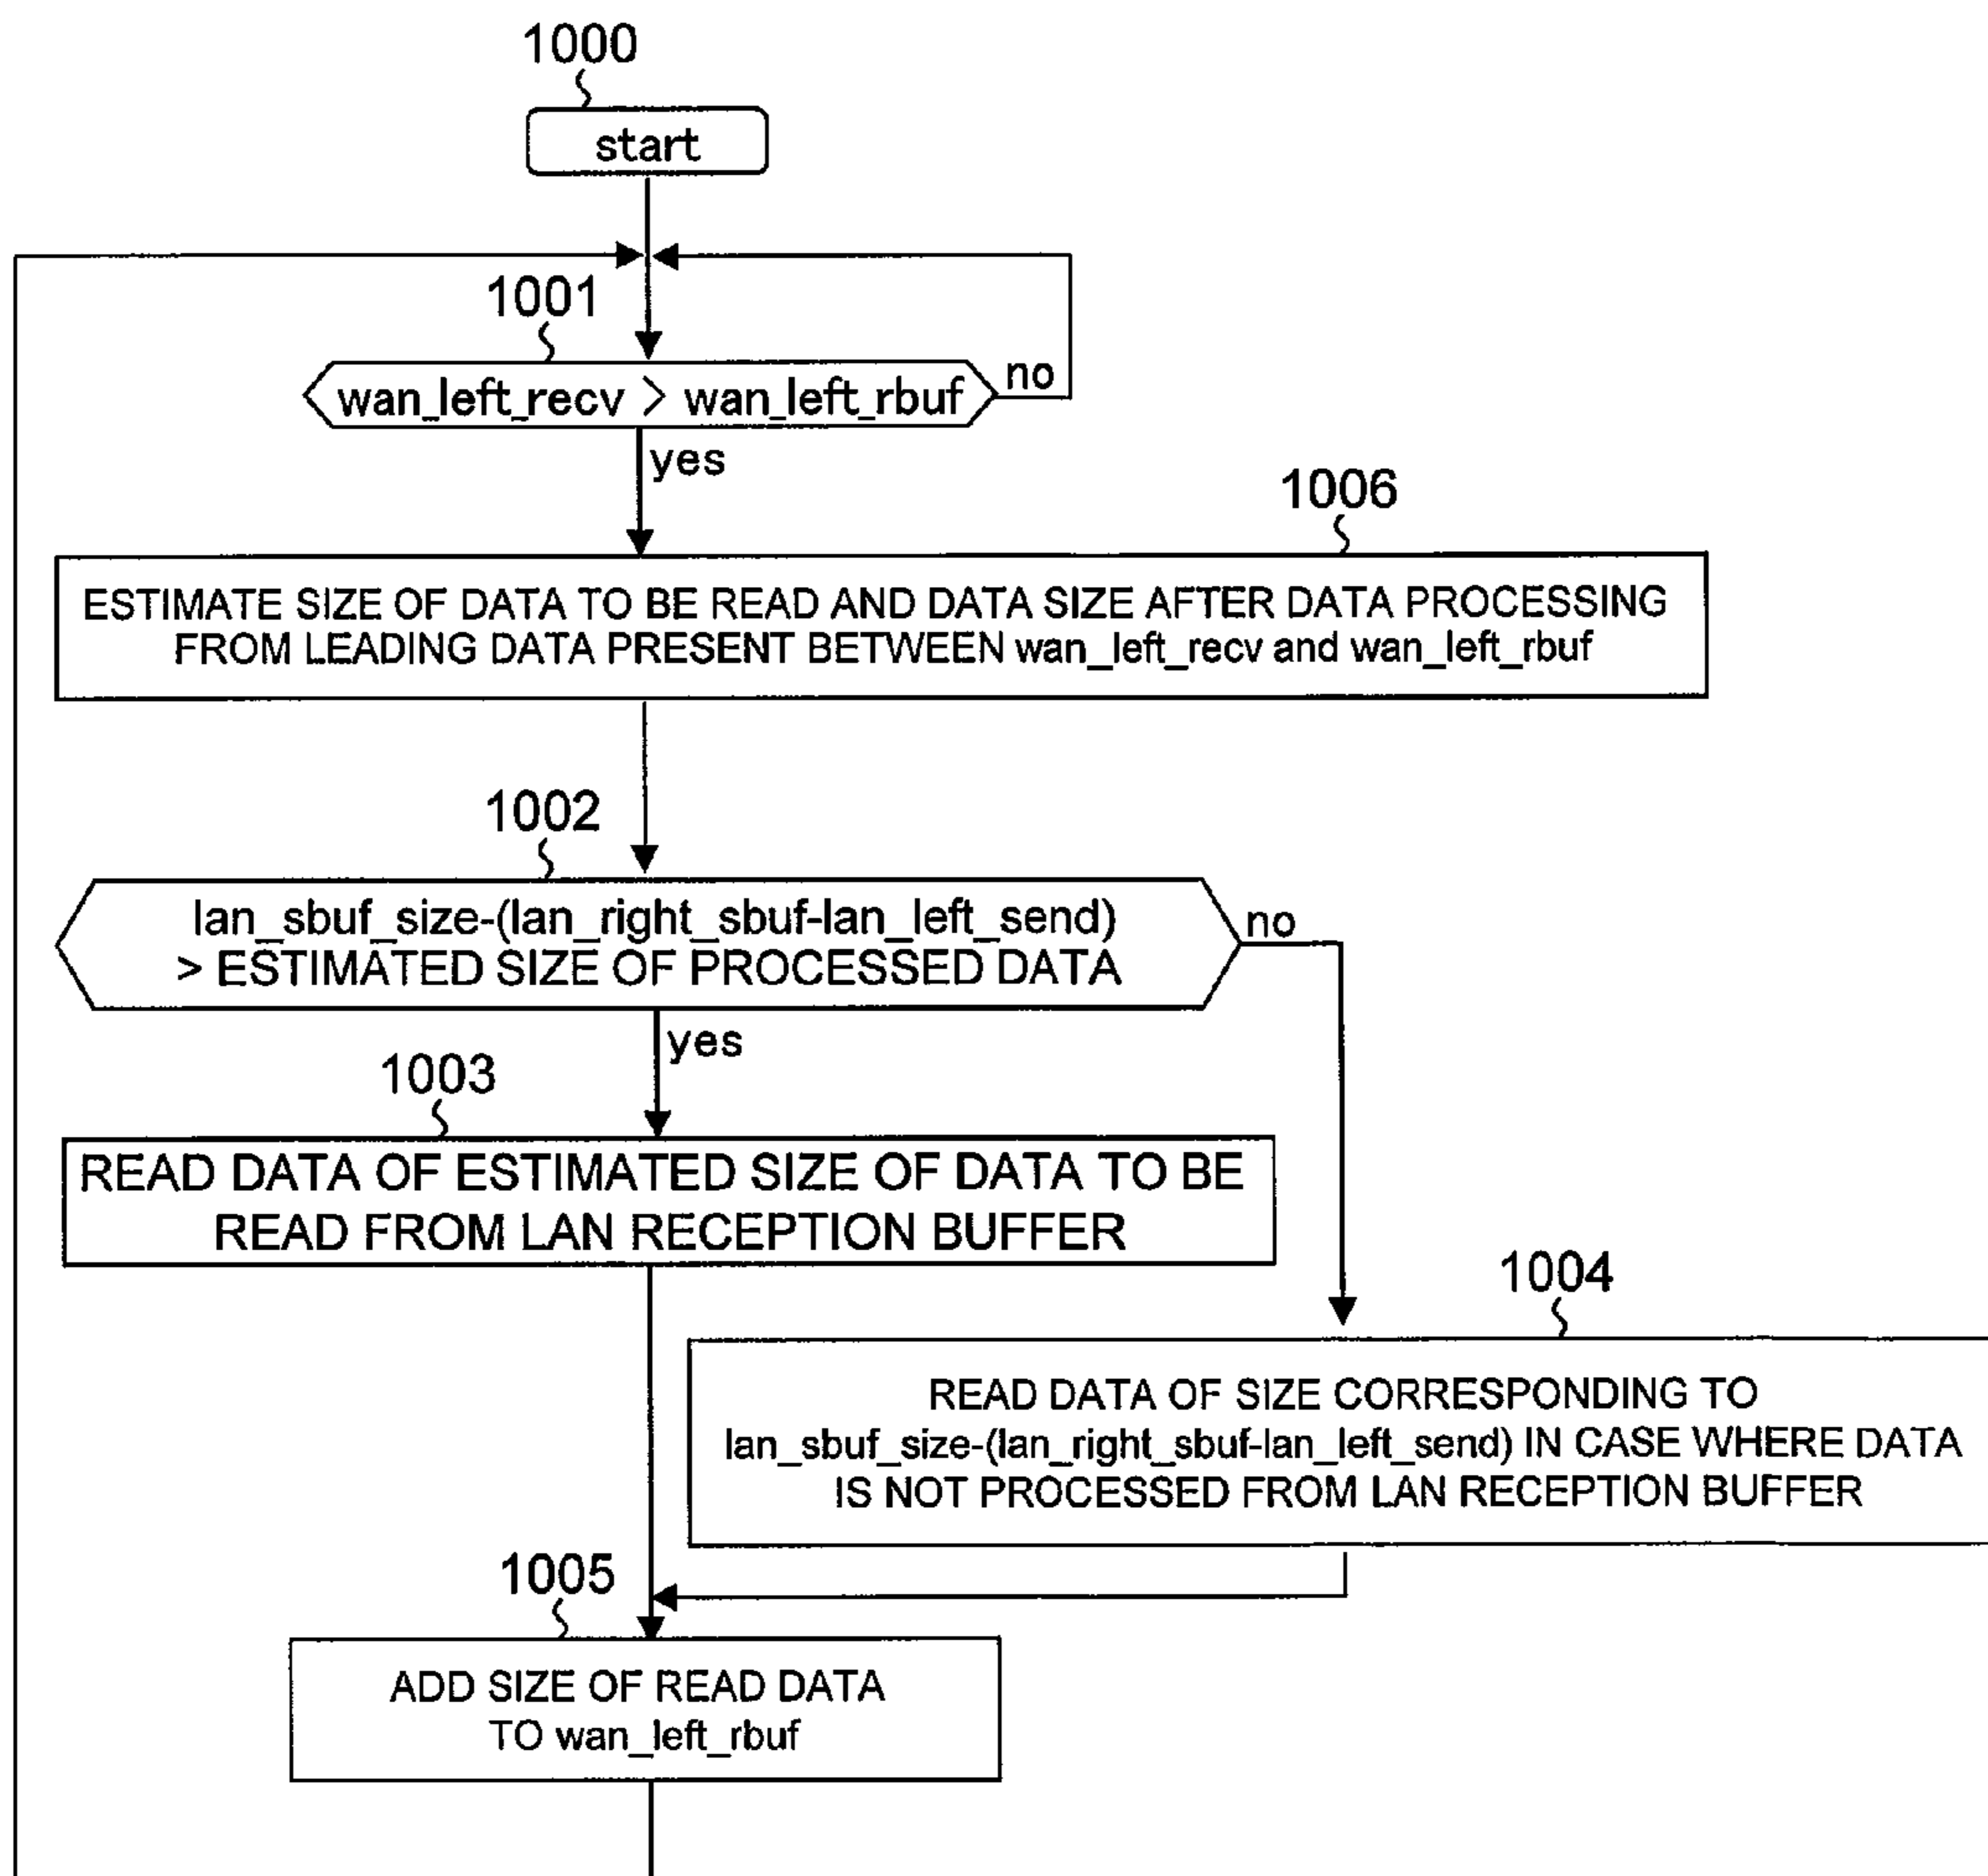 1000
start
1001
wan_left_recv > wan_left_rbuf
no
yes
1006
ESTIMATE SIZE OF DATA TO BE READ AND DATA SIZE AFTER DATA PROCESSING
FROM LEADING DATA PRESENT BETWEEN wan_left_recv and wan_left_rbuf
1002
lan_sbuf_size-(lan_right_sbuf-lan_left_send)
> ESTIMATED SIZE OF PROCESSED DATA
no
yes
1003
READ DATA OF ESTIMATED SIZE OF DATA TO BE
READ FROM LAN RECEPTION BUFFER
1004
READ DATA OF SIZE CORRESPONDING TO
lan_sbuf_size-(lan_right_sbuf-lan_left_send) IN CASE WHERE DATA
IS NOT PROCESSED FROM LAN RECEPTION BUFFER
1005
ADD SIZE OF READ DATA
TO wan_left_rbuf